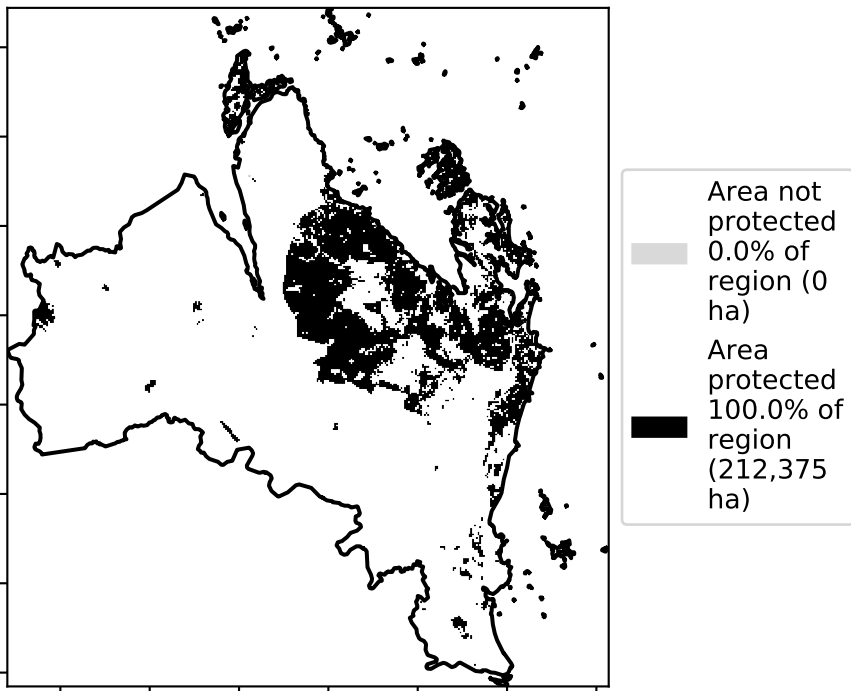 Area not
protected
0.0% of
region (0
ha)
Area
protected
100.0% of
region
(212,375
ha)